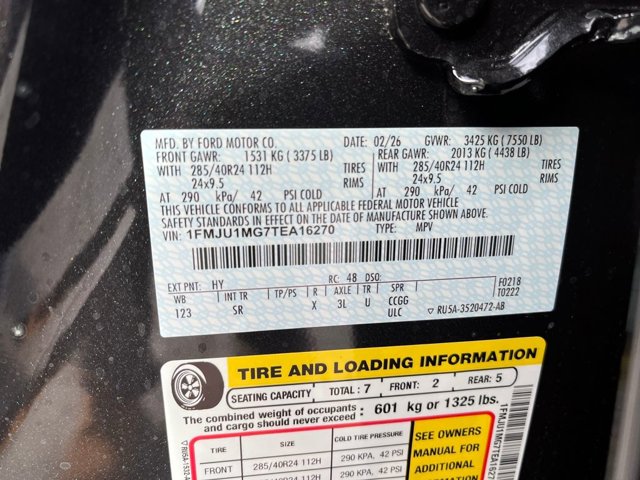 MFD. BY FORD MOTOR CO. DATE: 02/26 GVWR: 3425 KG ( 7550 LB)
FRONT GAWR: 1531 KG ( 3375 LB) REAR GAWR: 2013 KG ( 4438 LB)
WITH 285/40R24 112H TIRES WITH 285/40R24 112H TIRES
24x9.5 RIMS 24x9.5 RIMS
AT 290 kPa/ 42 PSI COLD AT 290 kPa/ 42 PSI COLD
THIS VEHICLE CONFORMS TO ALL APPLICABLE FEDERAL MOTOR VEHICLE
SAFETY STANDARDS IN EFFECT ON THE DATE OF MANUFACTURE SHOWN ABOVE.
VIN: 1FMJU1MG7TEA16270 TYPE: MPV
EXT PNT: HY RC: 48 DSO: F0218
WB INT TR TP/PS R AXLE TR SPR T0222
123 SR X 3L U CCGG
ULC ▽ RU5A-3520472-AB
TIRE AND LOADING INFORMATION
SEATING CAPACITY TOTAL: 7 FRONT: 2 REAR: 5
The combined weight of occupants
and cargo should never exceed : 601 kg or 1325 lbs.
TIRE SIZE COLD TIRE PRESSURE
FRONT 285/40R24 112H 290 KPA, 42 PSI
285/40R24 112H 290 KPA, 42 PSI
SEE OWNERS
MANUAL FOR
ADDITIONAL